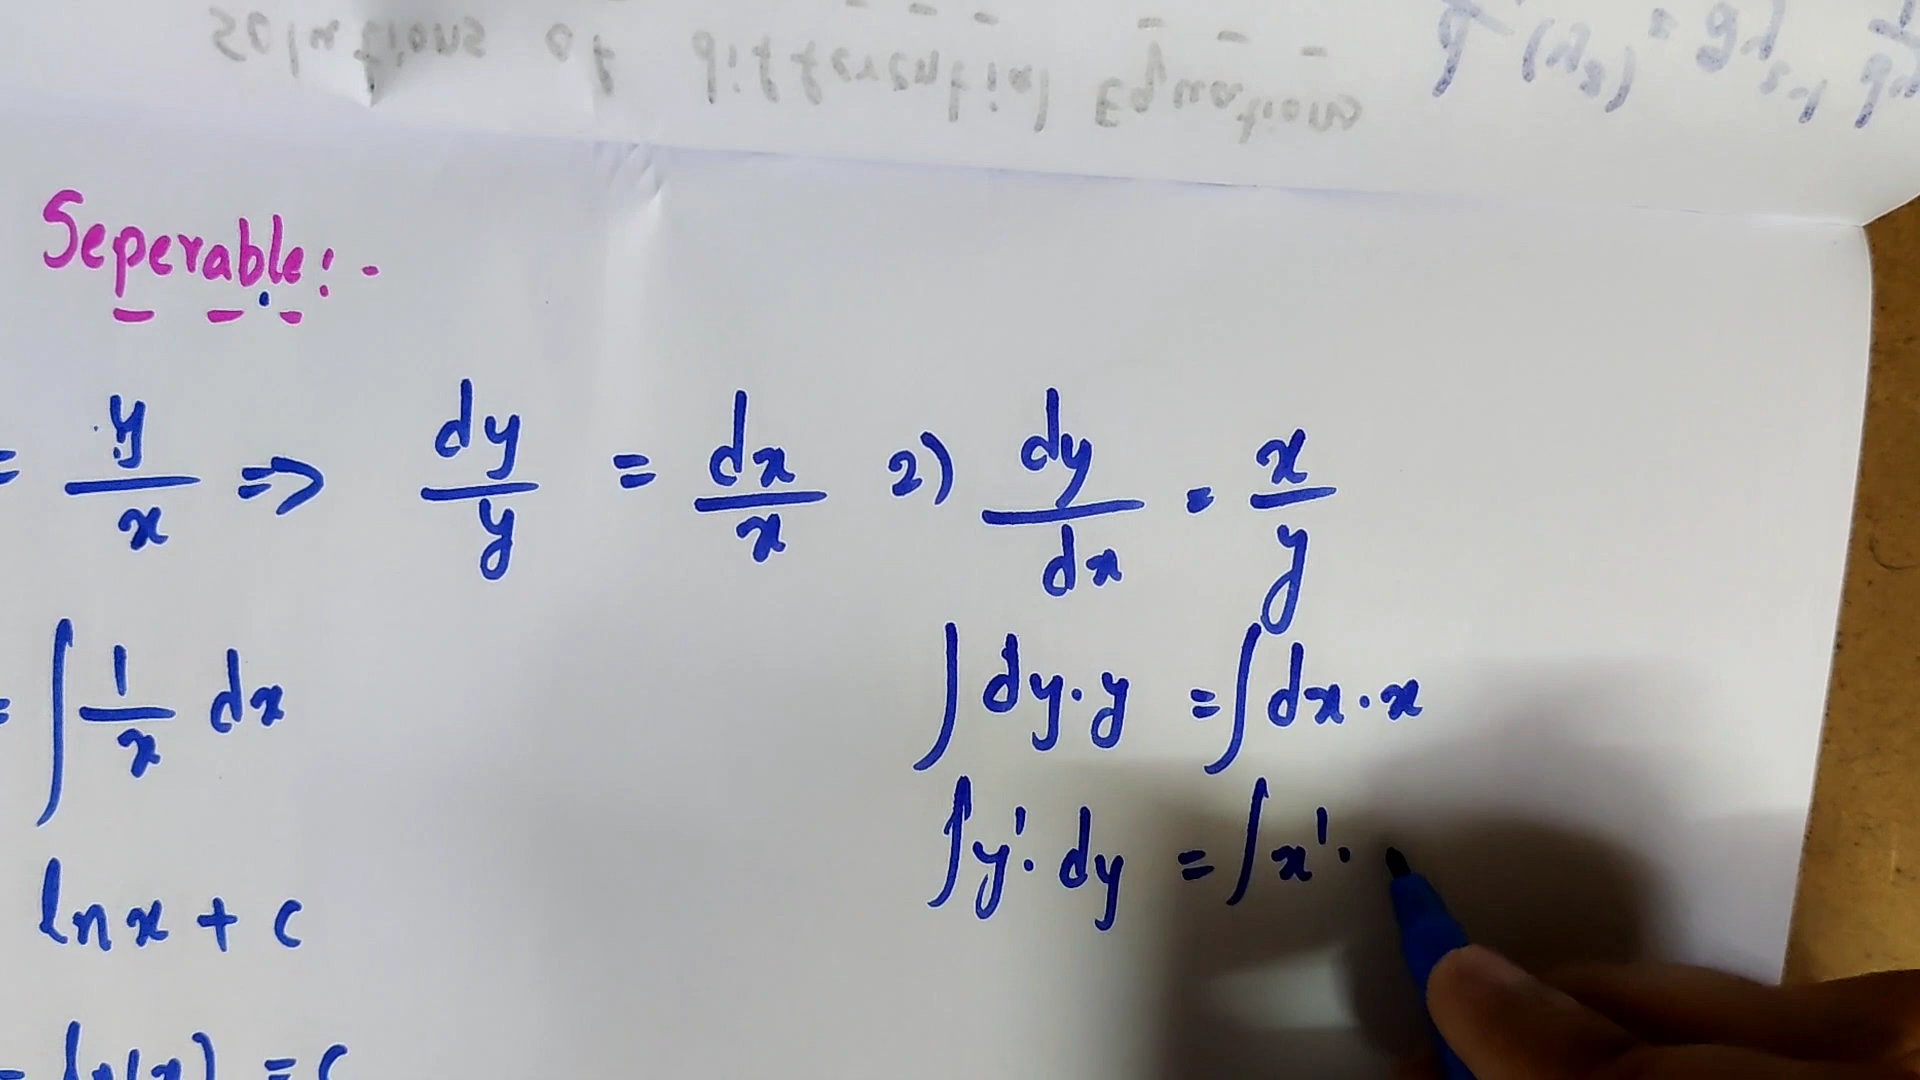 Seperable:-
= y/x => dy/y = dx/x 2) dy/dx = x/y
= ∫ 1/x dx
∫ dy.y = ∫ dx.x
∫ y¹. dy = ∫ x¹.
ln x + c
= c